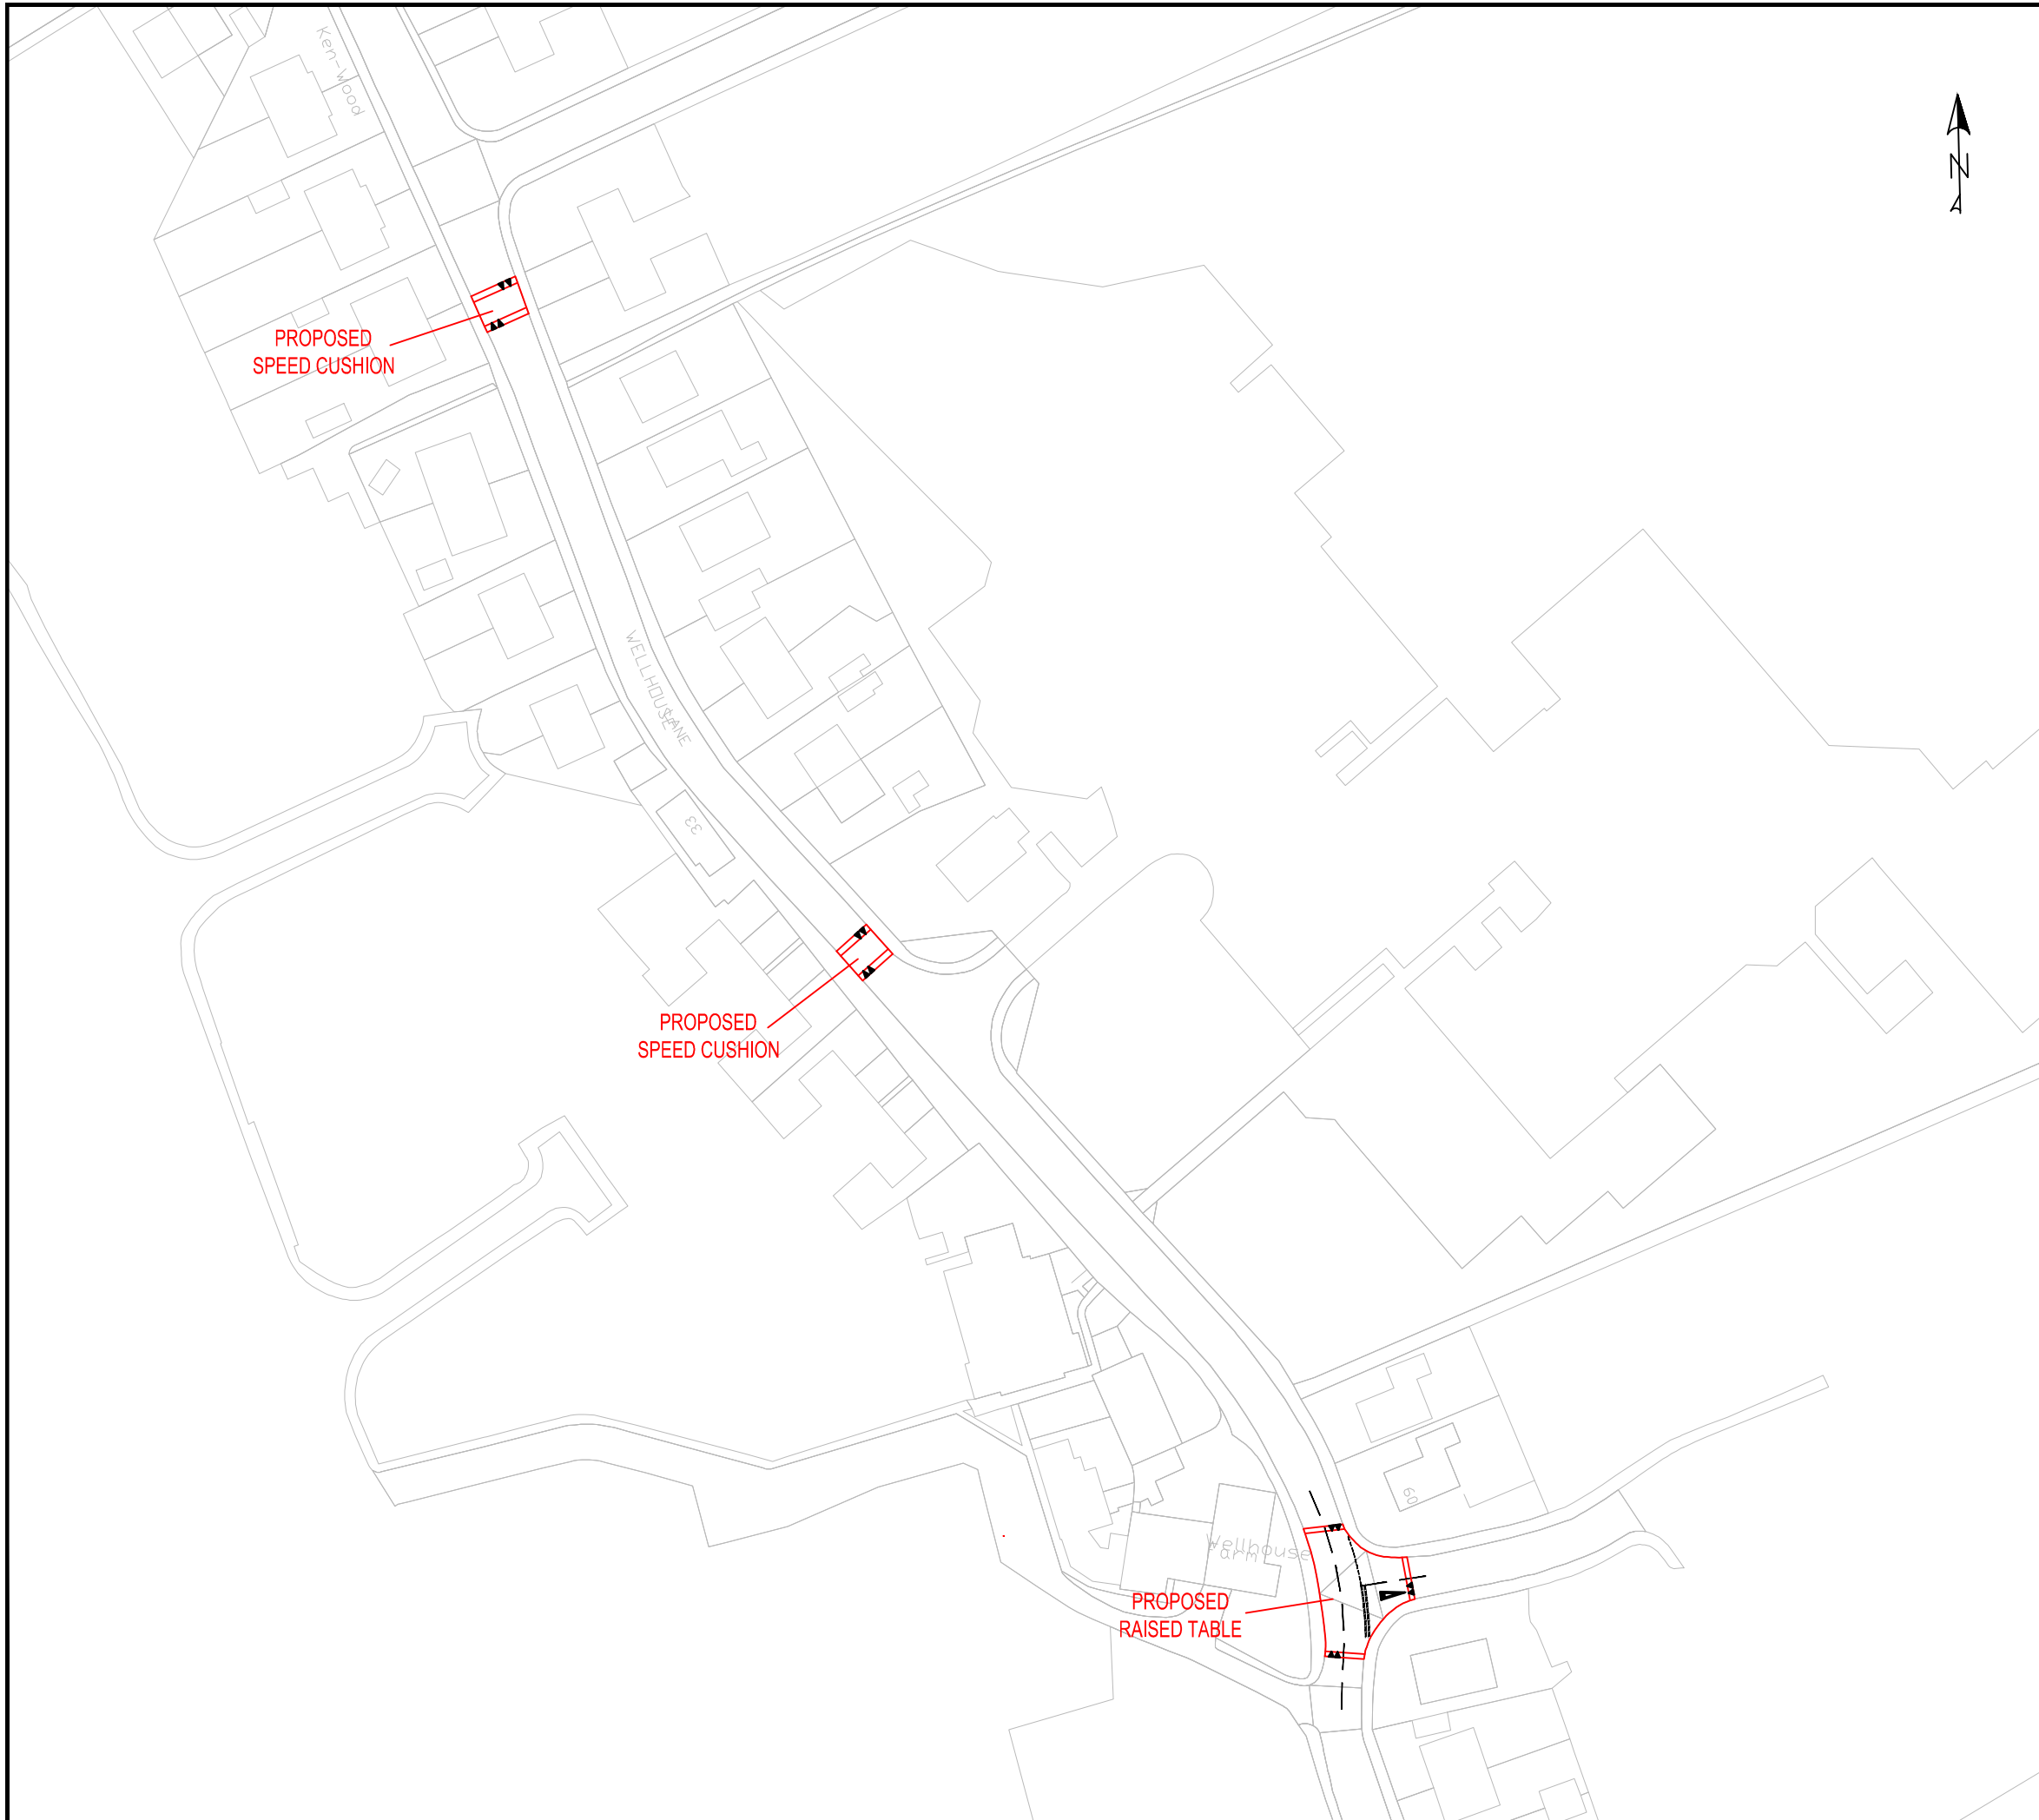 Ken-Wood
N
PROPOSED
SPEED CUSHION
WELLHOUSE
LANE
33
PROPOSED
SPEED CUSHION
60
Wellhouse
Farm
PROPOSED
RAISED TABLE